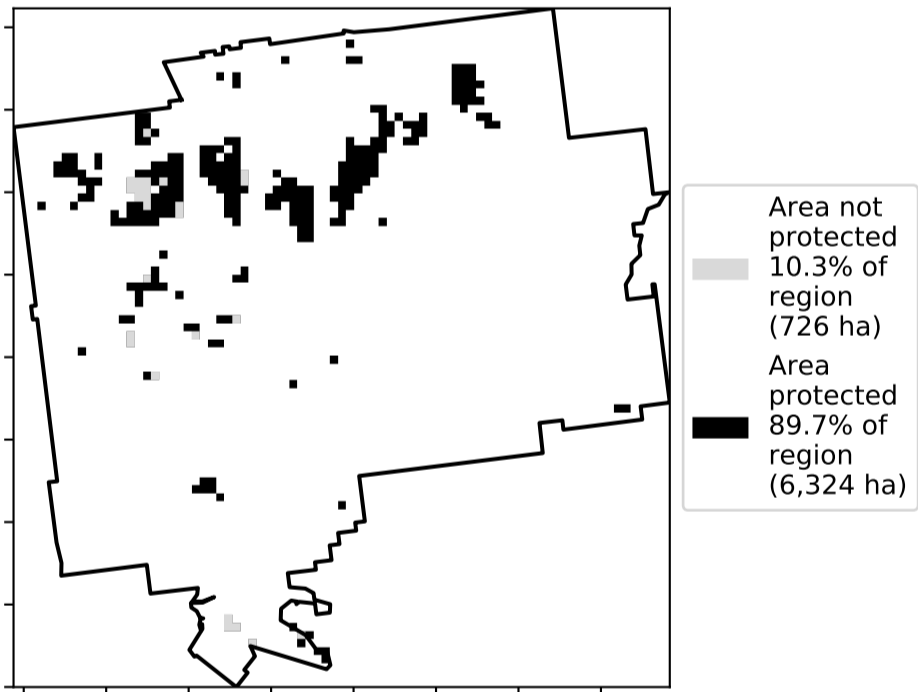 Area not
protected
10.3% of
region
(726 ha)
Area
protected
89.7% of
region
(6,324 ha)